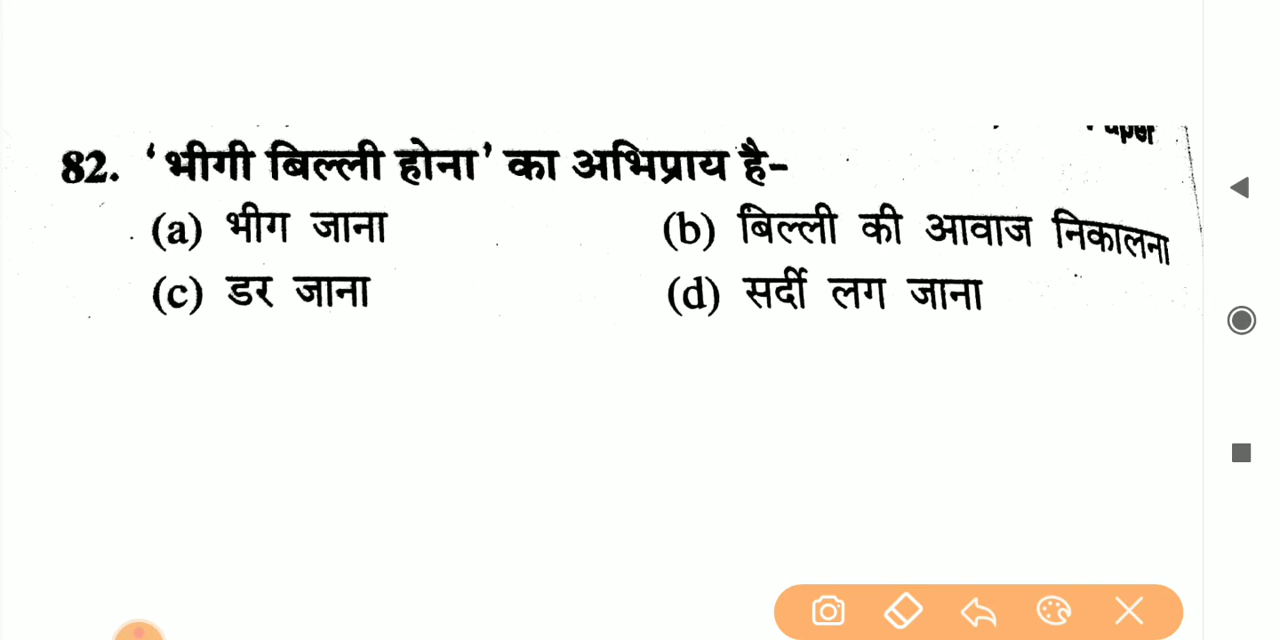 82. 'भीगी बिल्ली होना' का अभिप्राय है-
(a) भीग जाना (b) बिल्ली की आवाज निकालना
(c) डर जाना (d) सर्दी लग जाना